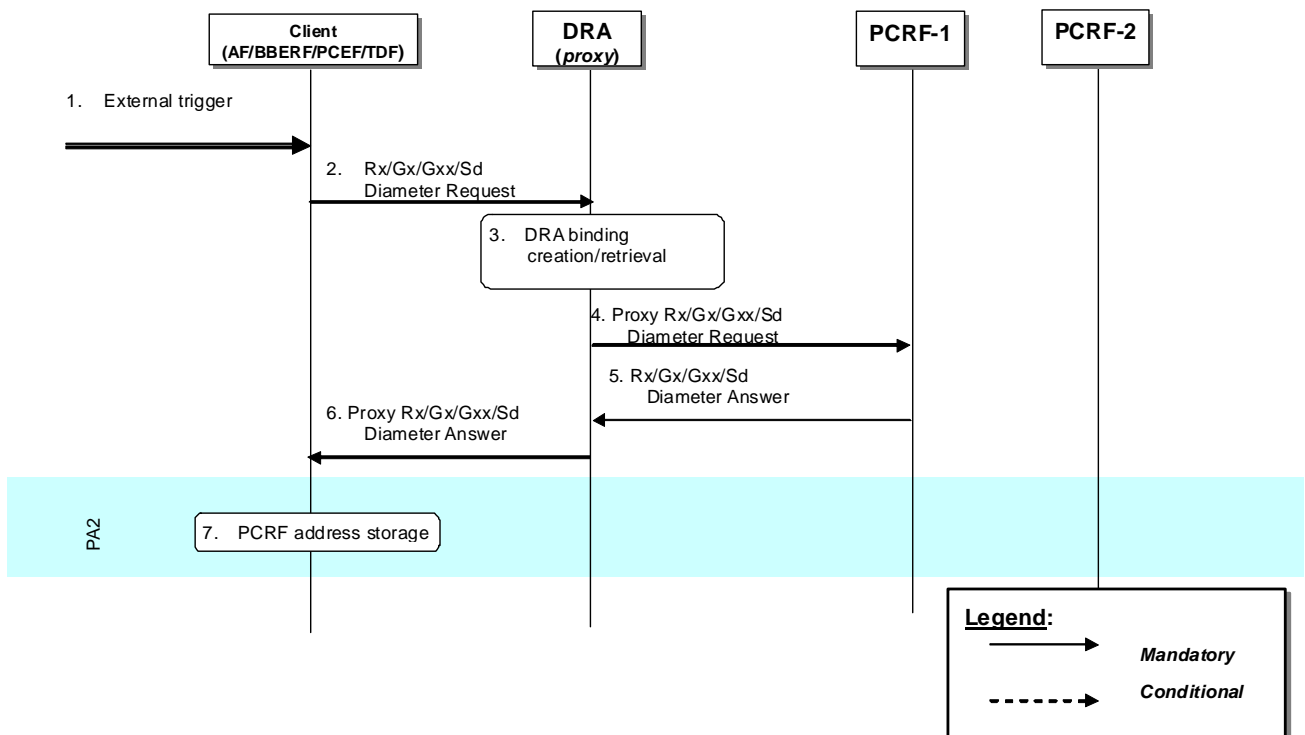 Client
(AF/BBERF/PCEF/TDF)
DRA
(proxy)
PCRF-1
PCRF-2
1. External trigger
2. Rx/Gx/Gxx/Sd
Diameter Request
3. DRA binding
creation/retrieval
4. Proxy Rx/Gx/Gxx/Sd
Diameter Request
5. Rx/Gx/Gxx/Sd
Diameter Answer
6. Proxy Rx/Gx/Gxx/Sd
Diameter Answer
PA2
7. PCRF address storage
Legend:
Mandatory
Conditional